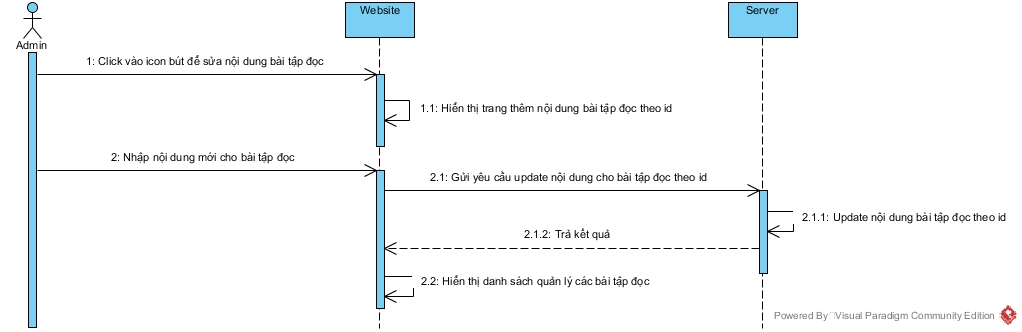 Website
Server
Admin
1: Click vào icon bút để sửa nội dung bài tập đọc
1.1: Hiển thị trang thêm nội dung bài tập đọc theo id
2: Nhập nội dung mới cho bài tập đọc
2.1: Gửi yêu cầu update nội dung cho bài tập đọc theo id
2.1.1: Update nội dung bài tập đọc theo id
2.1.2: Trả kết quả
2.2: Hiển thị danh sách quản lý các bài tập đọc
Powered By Visual Paradigm Community Edition